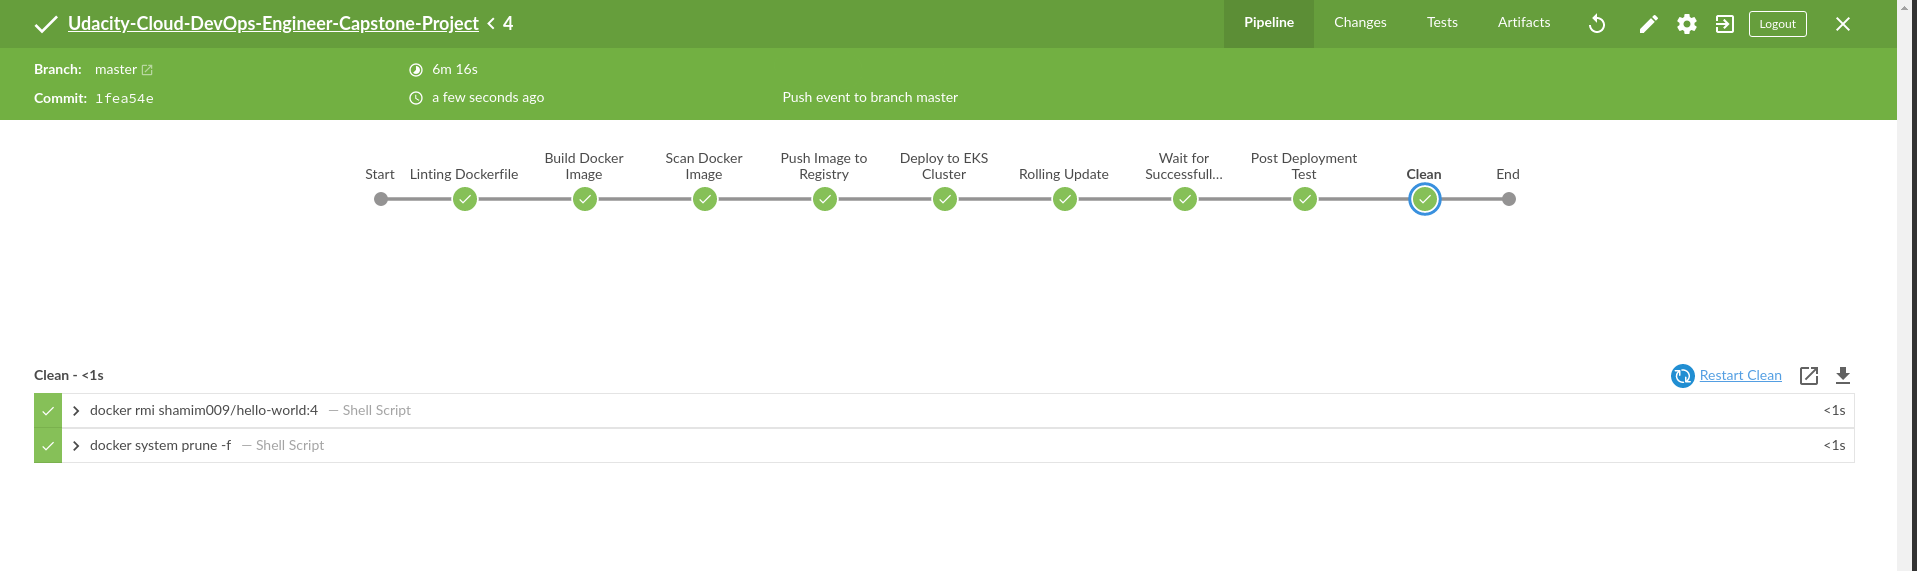 Udacity-Cloud-DevOps-Engineer-Capstone-Project < 4
Pipeline Changes Tests Artifacts Logout
Branch: master 6m 16s
Commit: 1fea54e a few seconds ago Push event to branch master
Start
Linting Dockerfile
Build Docker
Image
Scan Docker
Image
Push Image to
Registry
Deploy to EKS
Cluster
Rolling Update
Wait for
Successfull...
Post Deployment
Test
Clean
End
Clean - <1s Restart Clean
docker rmi shamim009/hello-world:4 — Shell Script <1s
docker system prune -f — Shell Script <1s